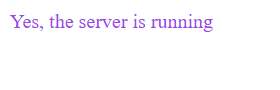 Yes, the server is running